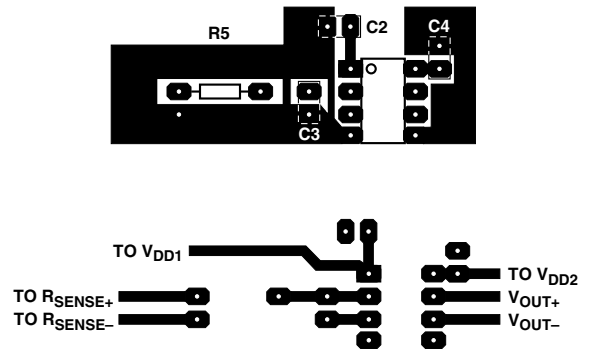 R5
C2
C4
C3
TO VDD1
TO VDD2
TO RSENSE+
VOUT+
TO RSENSE–
VOUT–